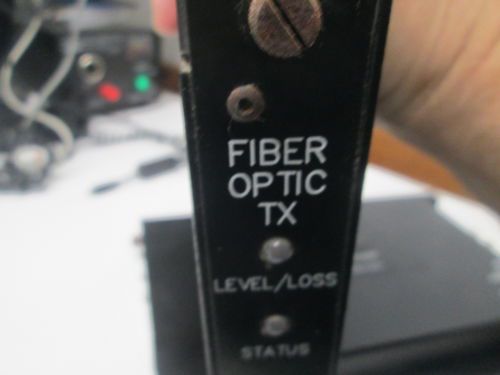 FIBER
OPTIC
TX
LEVEL/LOSS
STATUS